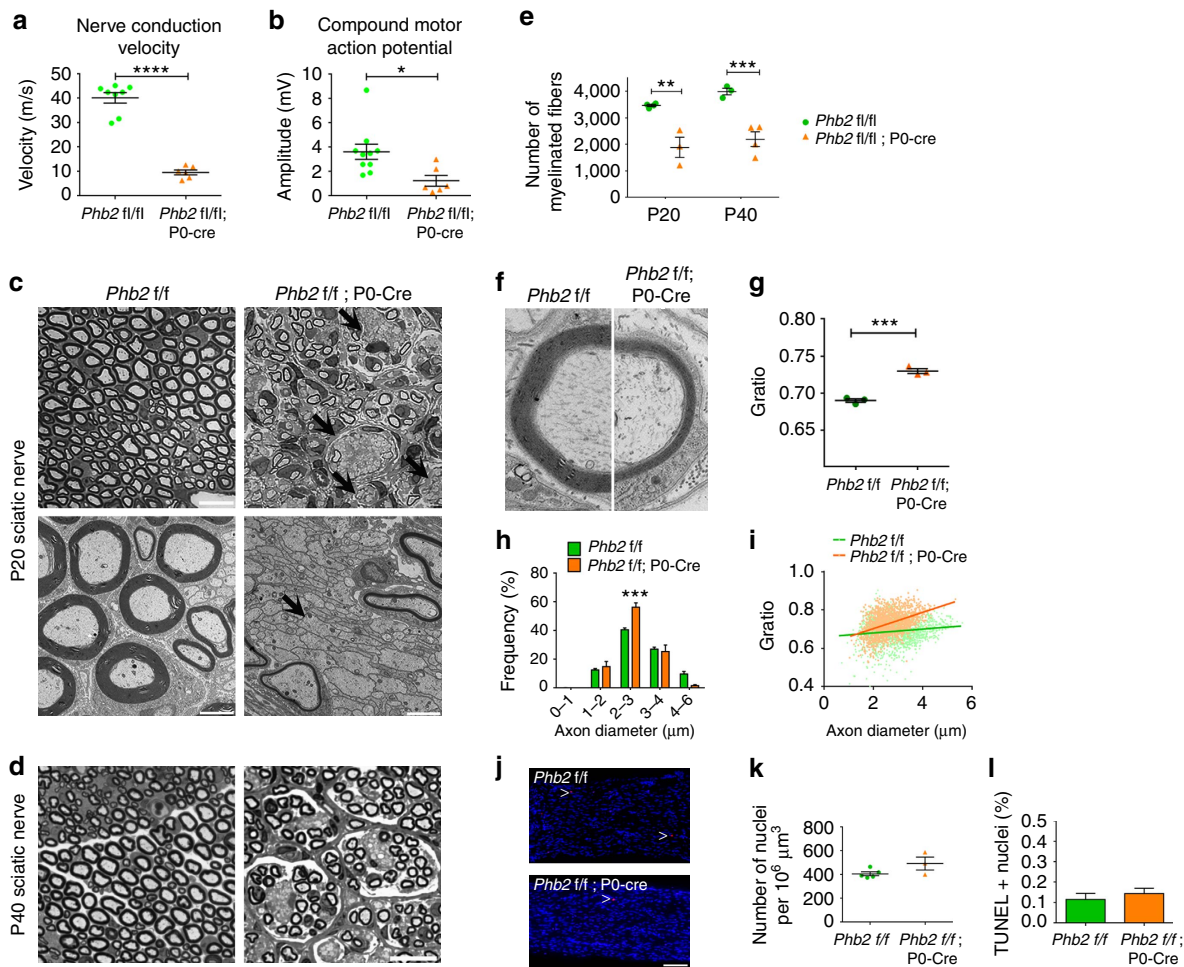 a
Nerve conduction
velocity
Velocity (m/s)
50
40
30
20
10
0
****
Phb2 fl/fl
Phb2 fl/fl;
P0-cre
b
Compound motor
action potential
Amplitude (mV)
10
8
6
4
2
0
*
Phb2 fl/fl
Phb2 fl/fl;
P0-cre
e
Number of
myelinated fibers
4,000
3,000
2,000
1,000
0
**
***
P20
P40
Phb2 fl/fl
Phb2 fl/fl ; P0-cre
c
Phb2 f/f
Phb2 f/f ; P0-Cre
P20 sciatic nerve
d
P40 sciatic nerve
f
Phb2 f/f
Phb2 f/f;
P0-Cre
g
Gratio
0.80
0.75
0.70
0.65
***
Phb2 f/f
Phb2 f/f;
P0-Cre
h
Phb2 f/f
Phb2 f/f; P0-Cre
Frequency (%)
80
60
40
20
0
***
0–1
1–2
2–3
3–4
4–6
Axon diameter (μm)
i
Phb2 f/f
Phb2 f/f ; P0-Cre
Gratio
1.0
0.8
0.6
0.4
0
2
4
6
Axon diameter (μm)
j
Phb2 f/f
>
>
Phb2 f/f ; P0-cre
>
k
Number of nuclei
per 10⁶ μm³
800
600
400
200
0
Phb2 f/f
Phb2 f/f ;
P0-Cre
l
TUNEL + nuclei (%)
0.5
0.4
0.3
0.2
0.1
0.0
Phb2 f/f
Phb2 f/f ;
P0-Cre